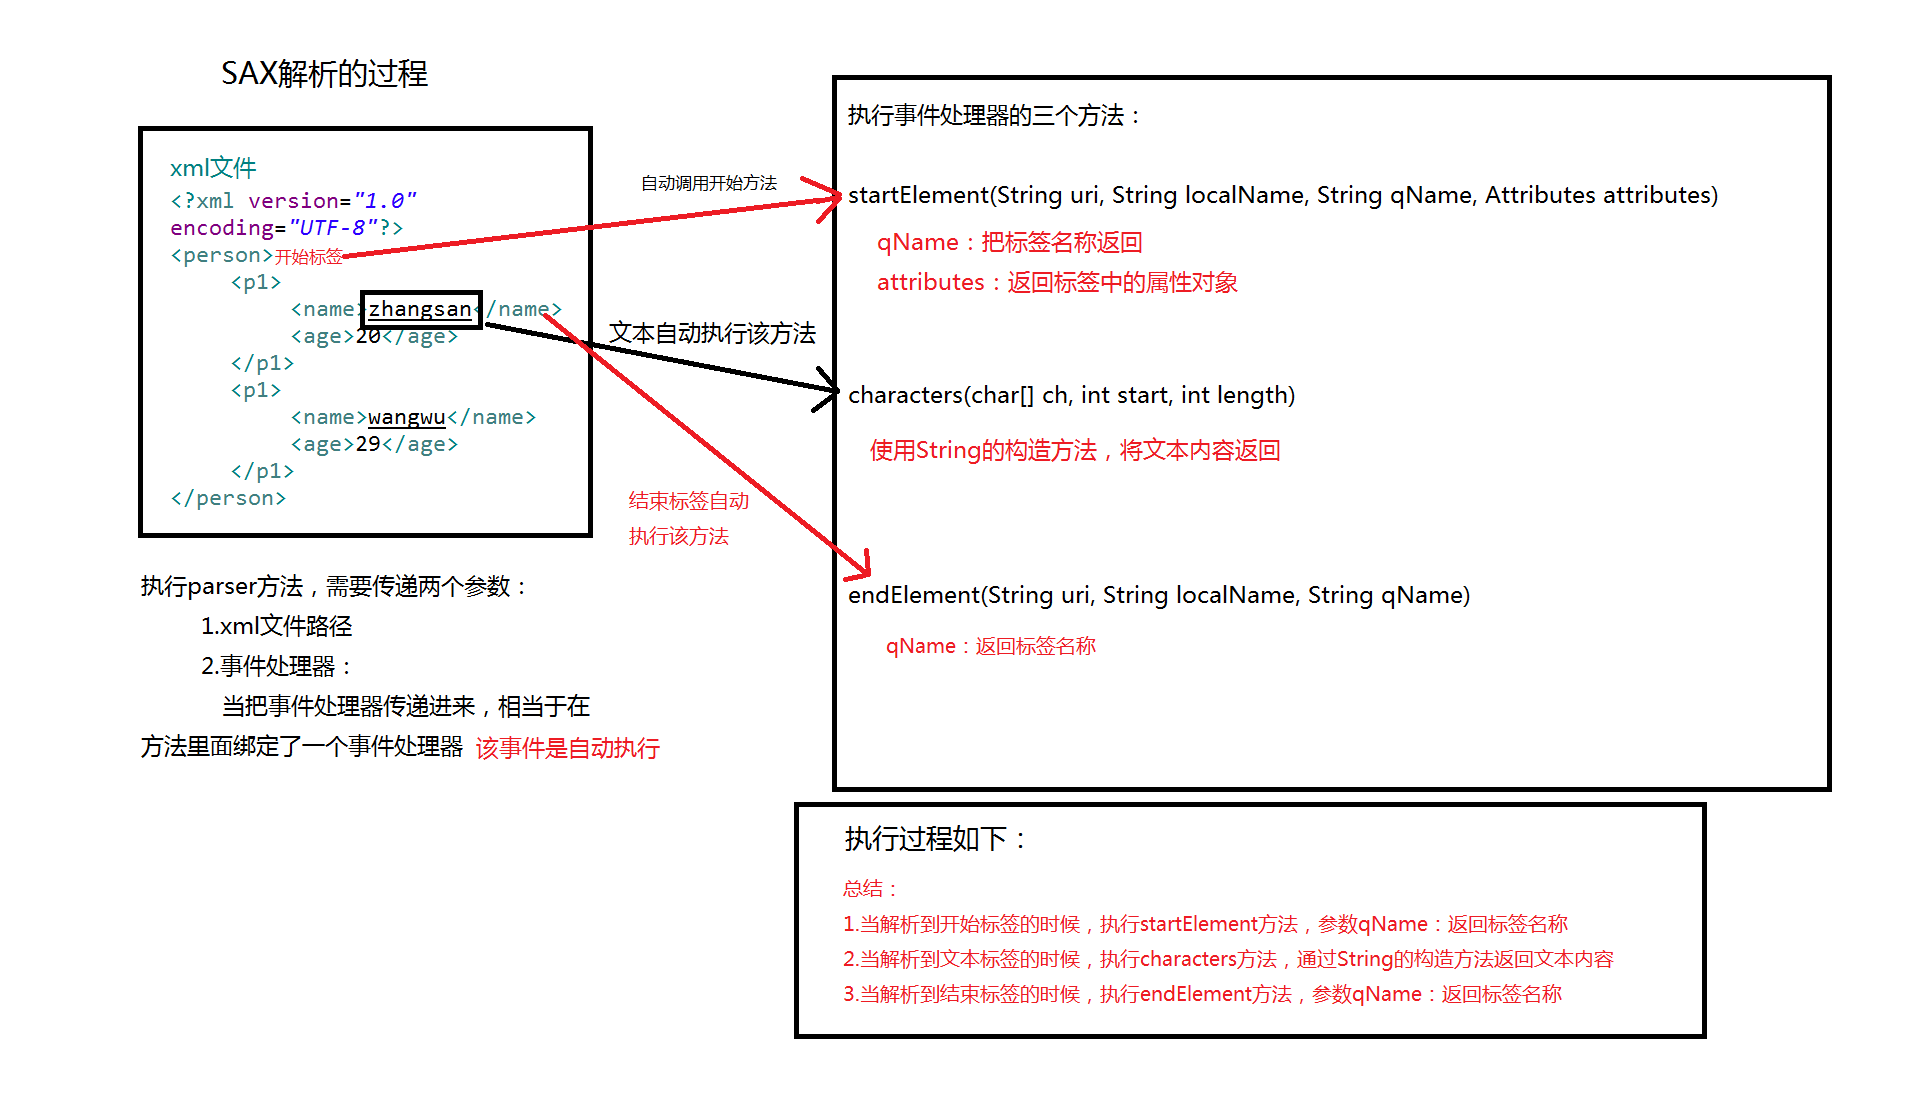 SAX解析的过程
xml文件
<?xml version="1.0"
encoding="UTF-8"?>
<person>开始标签
<p1>
<name>zhangsan</name>
<age>20</age>
</p1>
<p1>
<name>wangwu</name>
<age>29</age>
</p1>
</person>
执行parser方法，需要传递两个参数：
1.xml文件路径
2.事件处理器：
当把事件处理器传递进来，相当于在
方法里面绑定了一个事件处理器 该事件是自动执行
自动调用开始方法
文本自动执行该方法
结束标签自动
执行该方法
执行事件处理器的三个方法：
startElement(String uri, String localName, String qName, Attributes attributes)
qName：把标签名称返回
attributes：返回标签中的属性对象
characters(char[] ch, int start, int length)
使用String的构造方法，将文本内容返回
endElement(String uri, String localName, String qName)
qName：返回标签名称
执行过程如下：
总结：
1.当解析到开始标签的时候，执行startElement方法，参数qName：返回标签名称
2.当解析到文本标签的时候，执行characters方法，通过String的构造方法返回文本内容
3.当解析到结束标签的时候，执行endElement方法，参数qName：返回标签名称